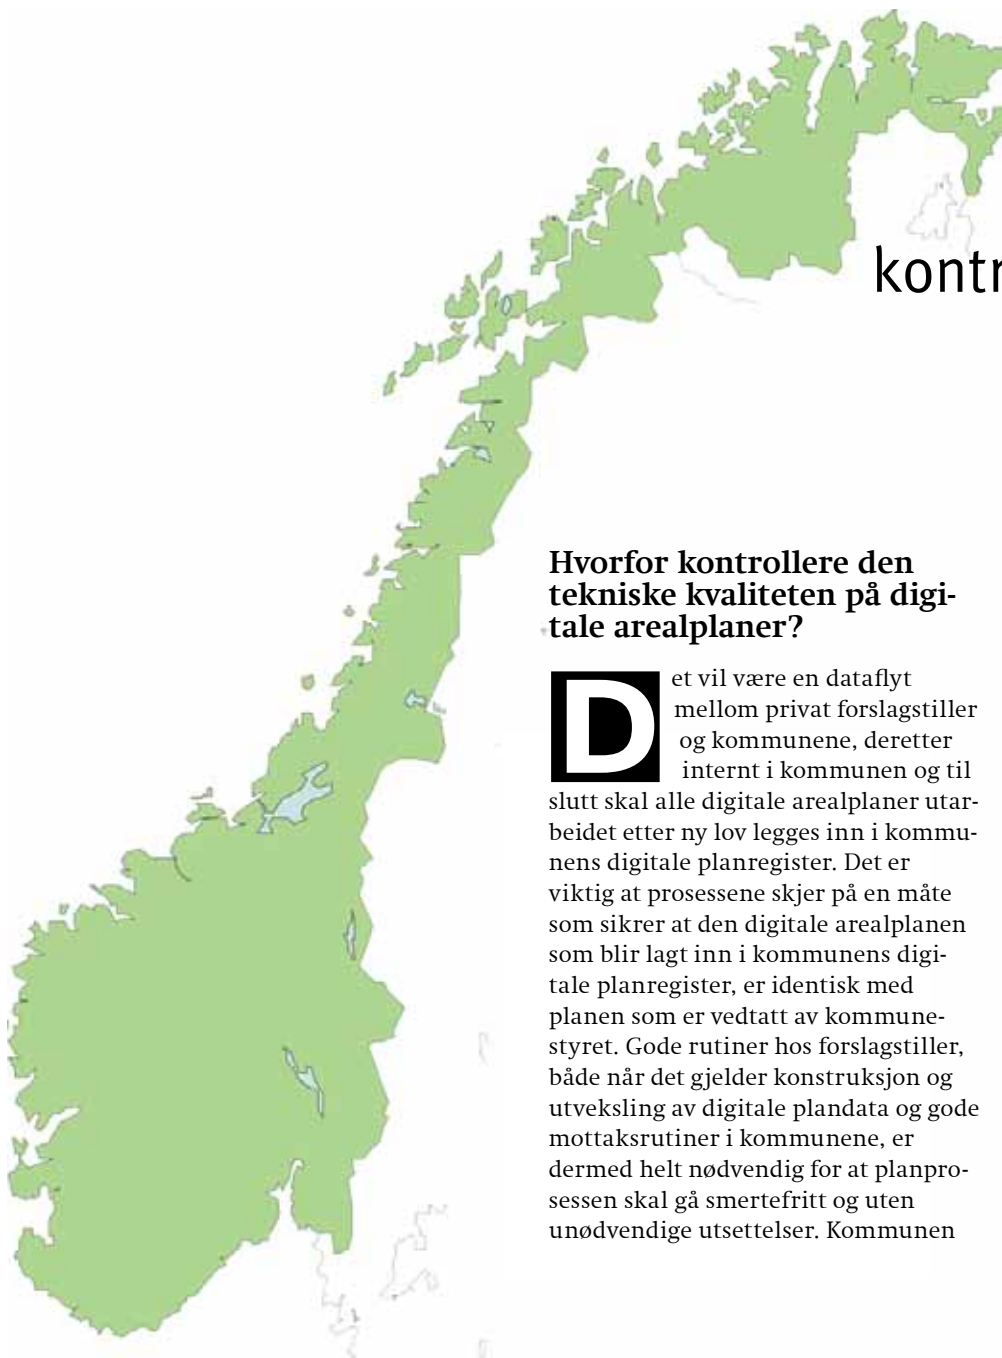 kontr
Hvorfor kontrollere den
tekniske kvaliteten på digi-
tale arealplaner?
Det vil være en dataflyt
mellom privat forslagstiller
og kommunene, deretter
internt i kommunen og til
slutt skal alle digitale arealplaner utar-
beidet etter ny lov legges inn i kommu-
nens digitale planregister. Det er
viktig at prosessene skjer på en måte
som sikrer at den digitale arealplanen
som blir lagt inn i kommunens digi-
tale planregister, er identisk med
planen som er vedtatt av kommune-
styret. Gode rutiner hos forslagstiller,
både når det gjelder konstruksjon og
utveksling av digitale plandata og gode
mottaksrutiner i kommunene, er
dermed helt nødvendig for at planpro-
sessen skal gå smertefritt og uten
unødvendige utsettelser. Kommunen